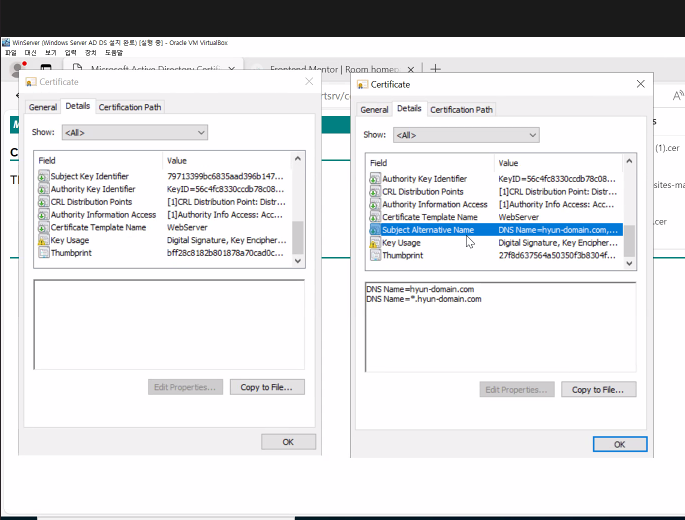 WinServer (Windows Server AD DS 설치 완료) [실행 중] - Oracle VM VirtualBox
파일 머신 보기 입력 장치 도움말
Microsoft Active Directory Certifi
Frontend Mentor | Room home
Certificate
General Details Certification Path
Show: <All>
Field Value
Subject Key Identifier 79713399bc6835aad396b147...
Authority Key Identifier KeyID=56c4fc8330ccdb78c08...
CRL Distribution Points [1]CRL Distribution Point: Distr...
Authority Information Access [1]Authority Info Access: Acc...
Certificate Template Name WebServer
Key Usage Digital Signature, Key Encipher...
Thumbprint bff28c8182b801878a70cad0c...
Edit Properties... Copy to File...
OK
rtsrv/c
Certificate
General Details Certification Path
Show: <All>
Field Value
Authority Key Identifier KeyID=56c4fc8330ccdb78c08...
CRL Distribution Points [1]CRL Distribution Point: Distr...
Authority Information Access [1]Authority Info Access: Acc...
Certificate Template Name WebServer
Subject Alternative Name DNS Name=hyun-domain.com,...
Key Usage Digital Signature, Key Encipher...
Thumbprint 27f8d637564a50350f3b8304f...
DNS Name=hyun-domain.com
DNS Name=*.hyun-domain.com
Edit Properties... Copy to File...
OK
A
s
(1).cer
sites-ma
.cer